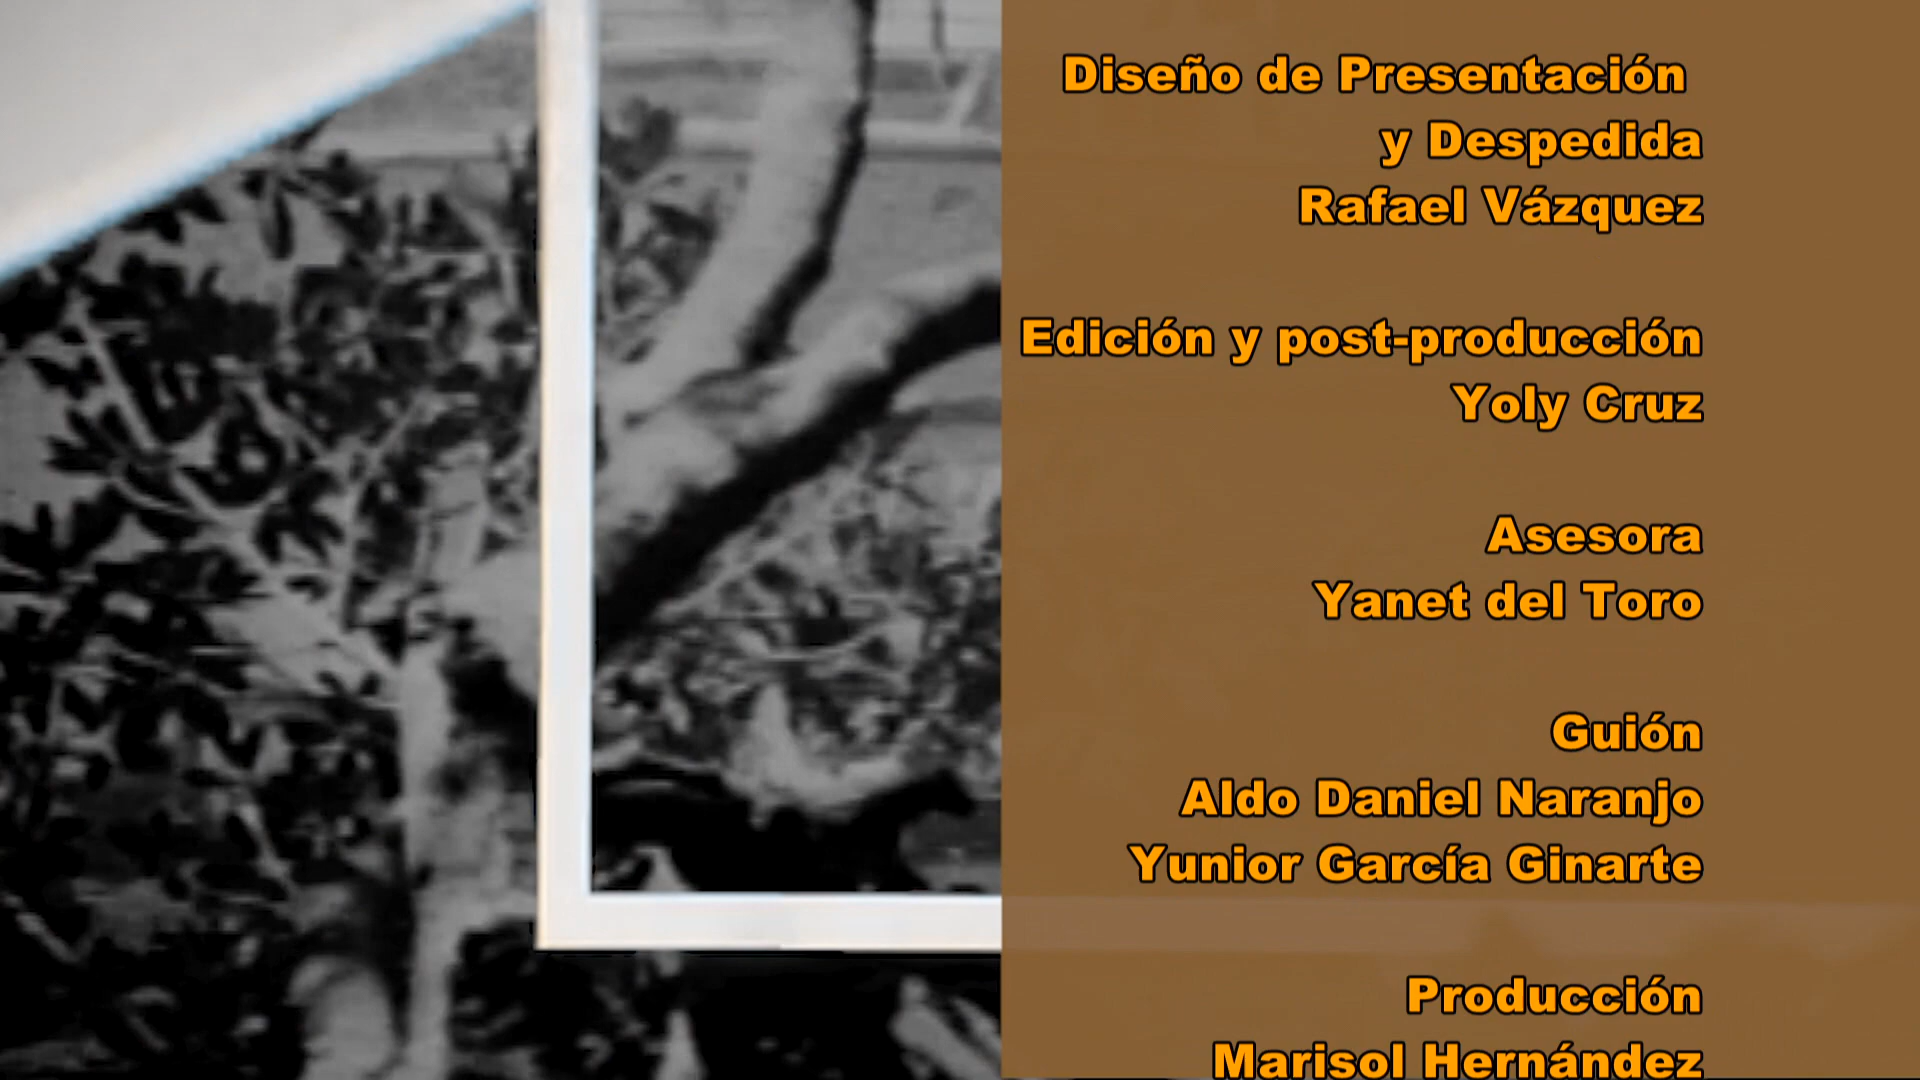 Diseño de Presentación
y Despedida
Rafael Vázquez
Edición y post-producción
Yoly Cruz
Asesora
Yanet del Toro
Guión
Aldo Daniel Naranjo
Yunior García Ginarte
Producción
Marisol Hernández